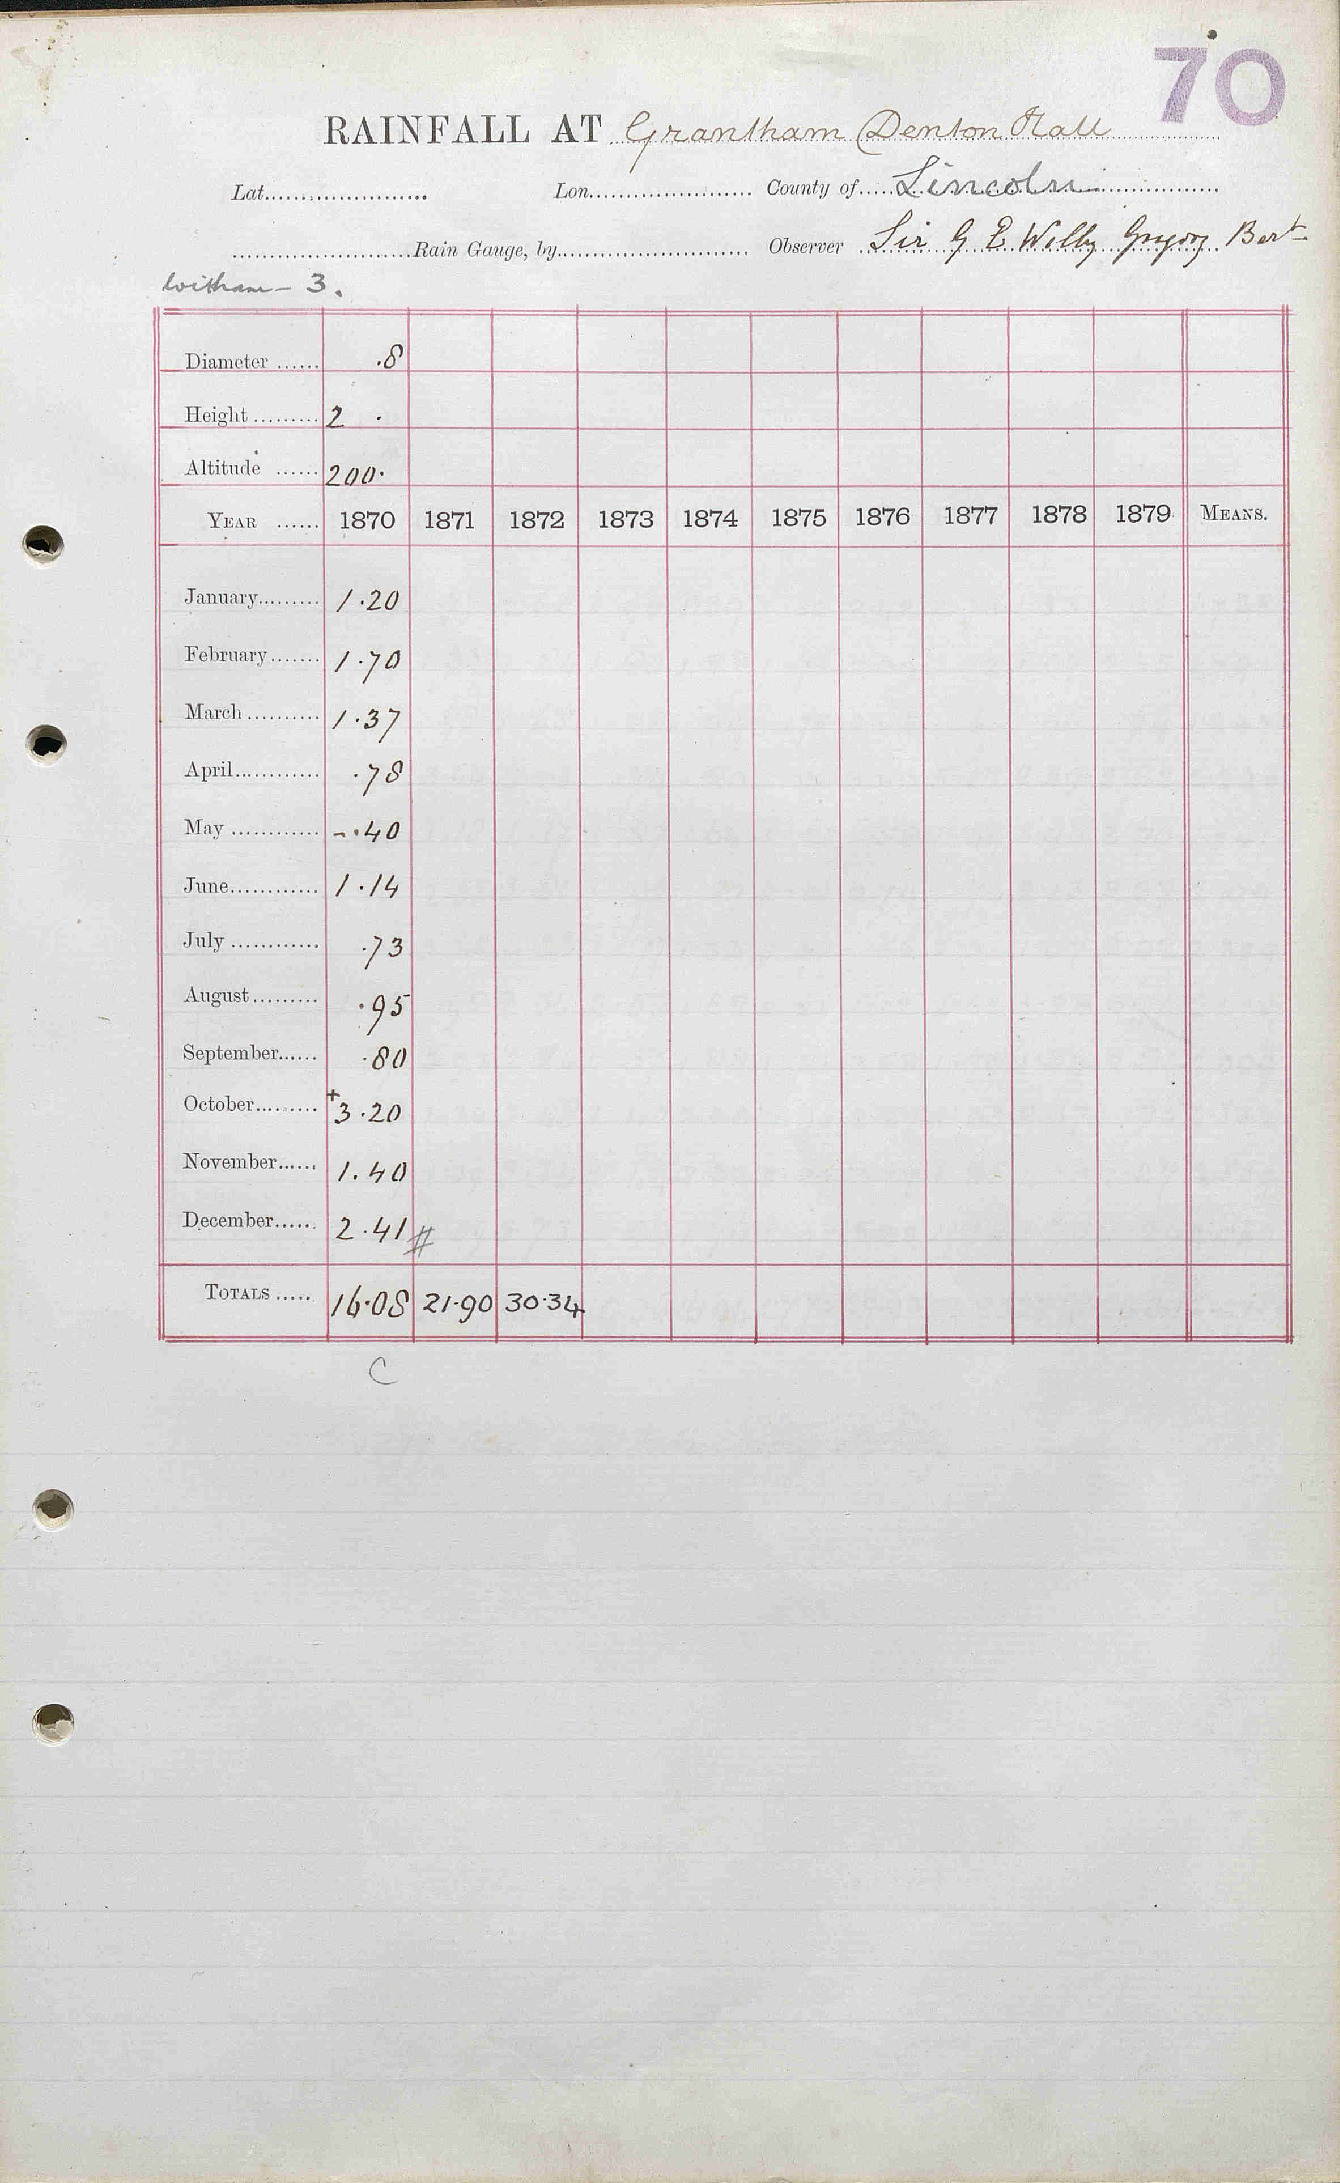 70
RAINFALL AT Grantham (Denton Hall
Lat. Lon. County of Lincoln
Rain Gauge, by Observer Sir G E Welby Gregory Bart
Witham - 3.
Diameter ...... .8
Height ......... 2 .
Altitude ...... 200.
YEAR ...... 1870 1871 1872 1873 1874 1875 1876 1877 1878 1879 MEANS.
January......... 1.20
February....... 1.70
March .......... 1.37
April............ .78
May ............ -.40
June............ 1.14
July ............ .73
August......... .95
September...... .80
October......... +3.20
November...... 1.40
December...... 2.41 #
TOTALS ..... 16.08 21.90 30.34
C